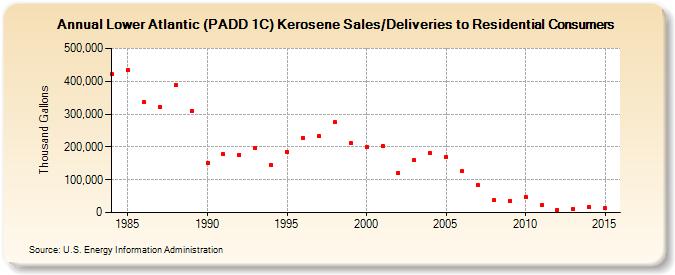 Annual Lower Atlantic (PADD 1C) Kerosene Sales/Deliveries to Residential Consumers
Thousand Gallons
500,000
400,000
300,000
200,000
100,000
0
1985 1990 1995 2000 2005 2010 2015
Source: U.S. Energy Information Administration